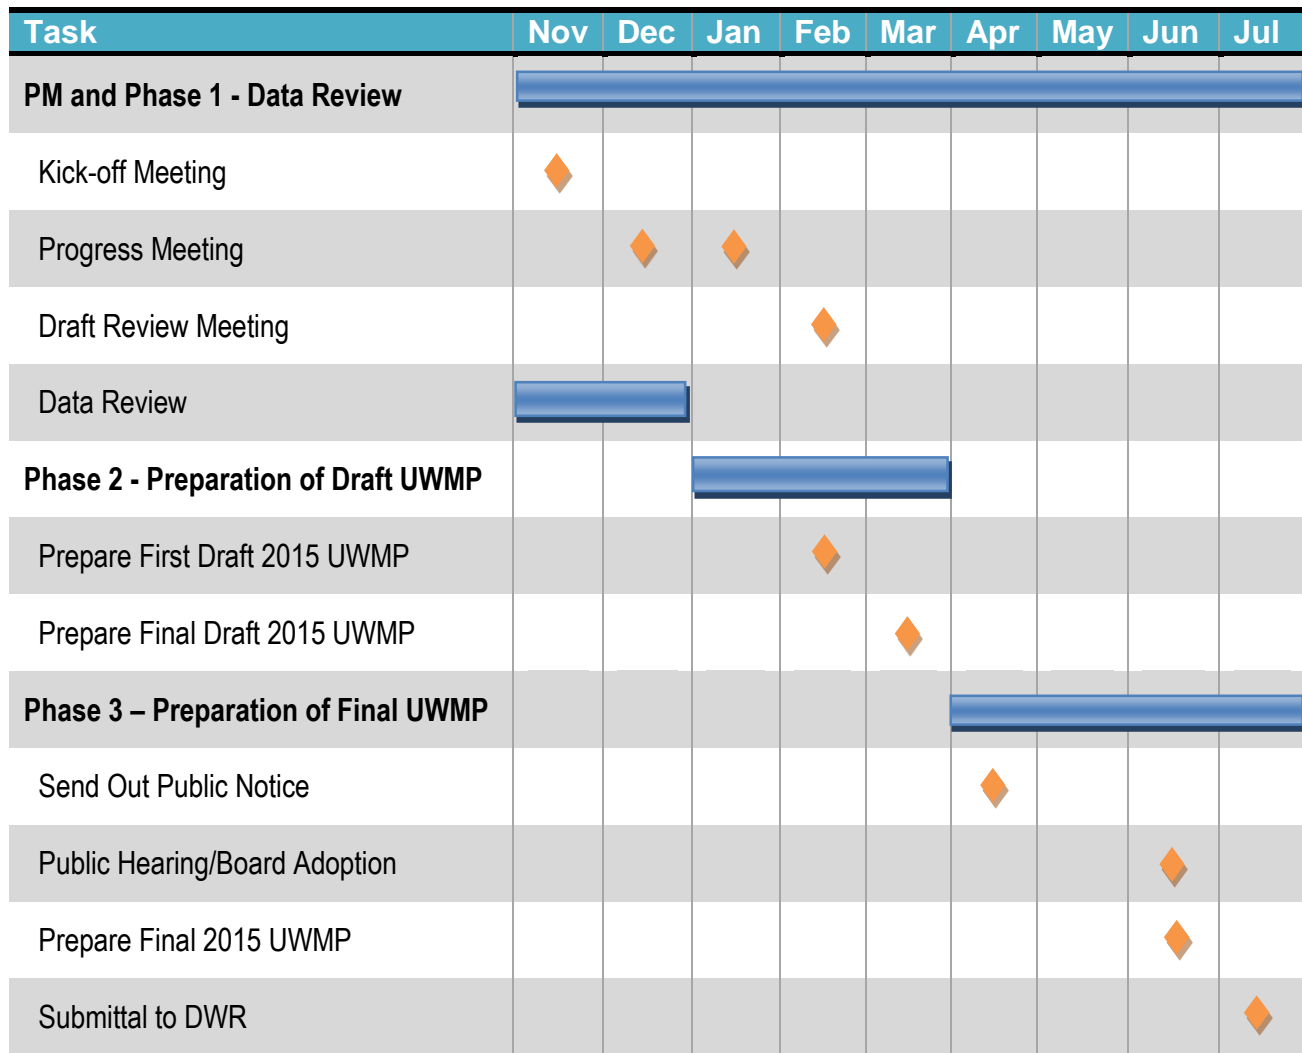 Task Nov Dec Jan Feb Mar Apr May Jun Jul
PM and Phase 1 - Data Review
Kick-off Meeting
Progress Meeting
Draft Review Meeting
Data Review
Phase 2 - Preparation of Draft UWMP
Prepare First Draft 2015 UWMP
Prepare Final Draft 2015 UWMP
Phase 3 – Preparation of Final UWMP
Send Out Public Notice
Public Hearing/Board Adoption
Prepare Final 2015 UWMP
Submittal to DWR